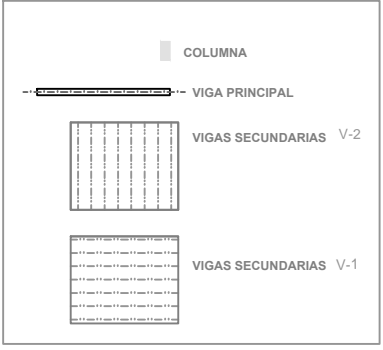 COLUMNA
VIGA PRINCIPAL
VIGAS SECUNDARIAS V-2
VIGAS SECUNDARIAS V-1